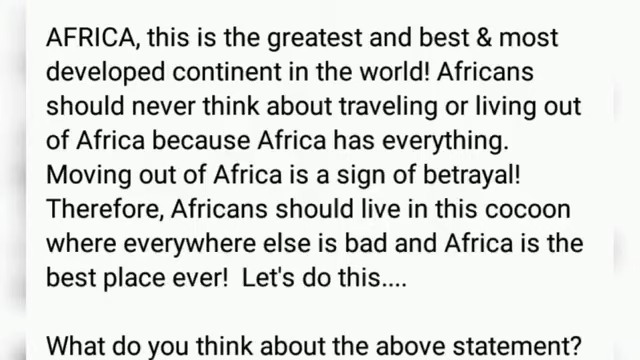 AFRICA, this is the greatest and best & most
developed continent in the world! Africans
should never think about traveling or living out
of Africa because Africa has everything.
Moving out of Africa is a sign of betrayal!
Therefore, Africans should live in this cocoon
where everywhere else is bad and Africa is the
best place ever!  Let's do this....
What do you think about the above statement?